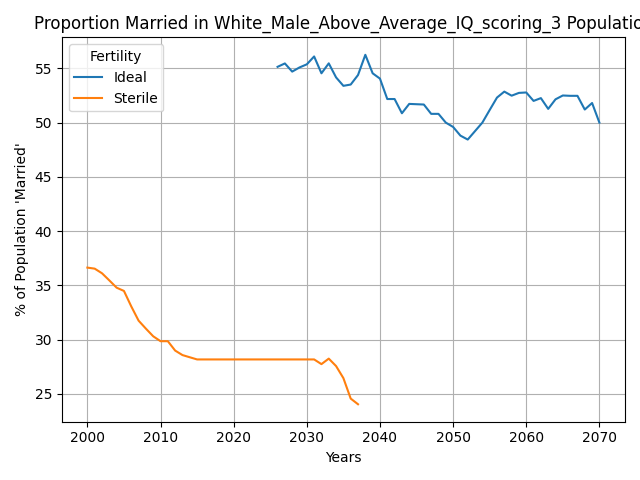 Proportion Married in White_Male_Above_Average_IQ_scoring_3 Populatio
Fertility
Ideal
Sterile
% of Population 'Married'
55
50
45
40
35
30
25
2000 2010 2020 2030 2040 2050 2060 2070
Years